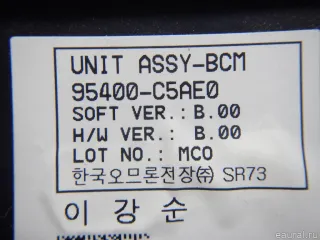 UNIT ASSY-BCM
95400-C5AE0
SOFT VER.: B.00
H/W VER.: B.00
LOT NO.: MCO
한국오므론전장㈜ SR73
이 강 순